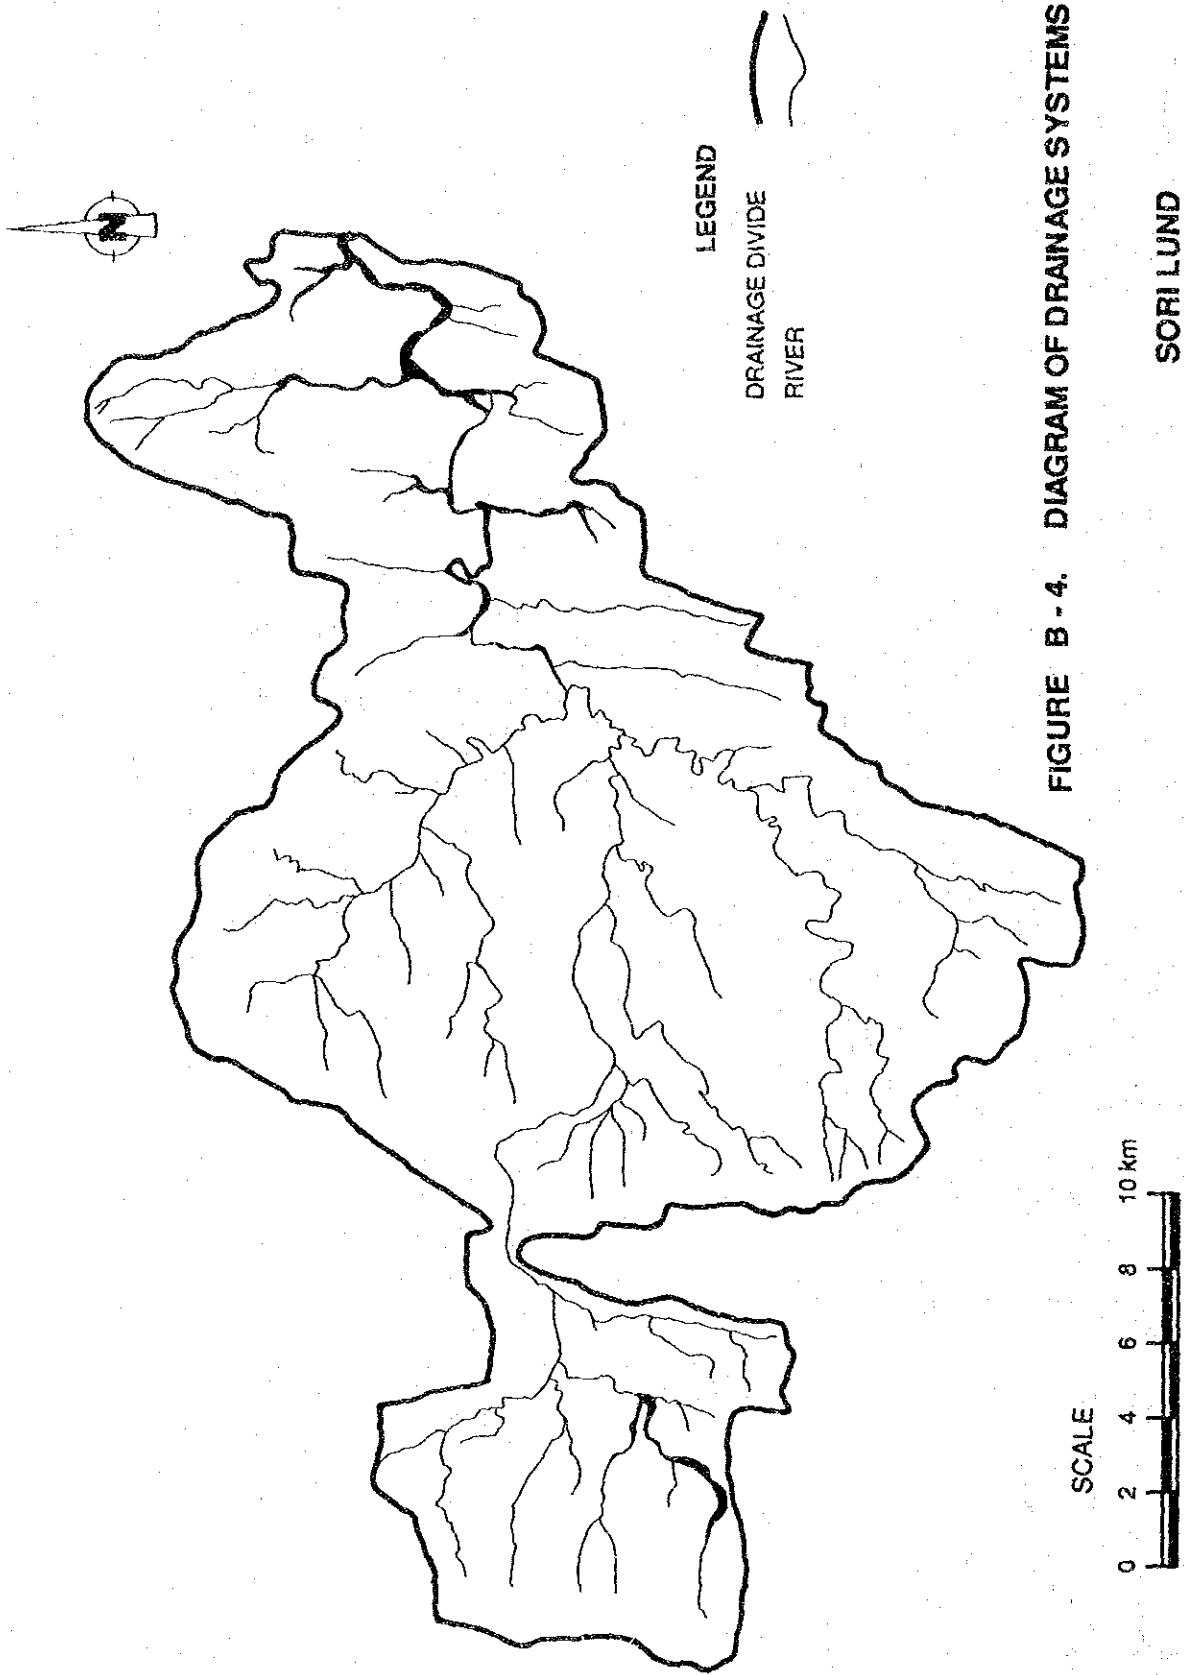 N
LEGEND
DRAINAGE DIVIDE
RIVER
SCALE
0 2 4 6 8 10 km
FIGURE B - 4. DIAGRAM OF DRAINAGE SYSTEMS
SORI LUND